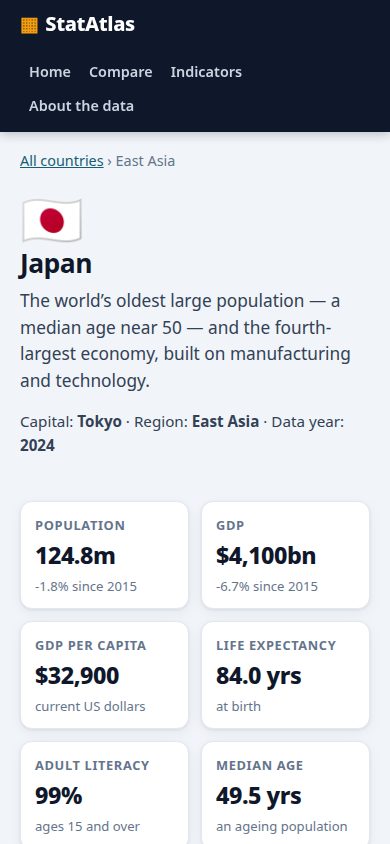 StatAtlas
Home Compare Indicators
About the data
All countries › East Asia
Japan
The world’s oldest large population — a
median age near 50 — and the fourth-
largest economy, built on manufacturing
and technology.
Capital: Tokyo · Region: East Asia · Data year:
2024
POPULATION
124.8m
-1.8% since 2015
GDP
$4,100bn
-6.7% since 2015
GDP PER CAPITA
$32,900
current US dollars
LIFE EXPECTANCY
84.0 yrs
at birth
ADULT LITERACY
99%
ages 15 and over
MEDIAN AGE
49.5 yrs
an ageing population